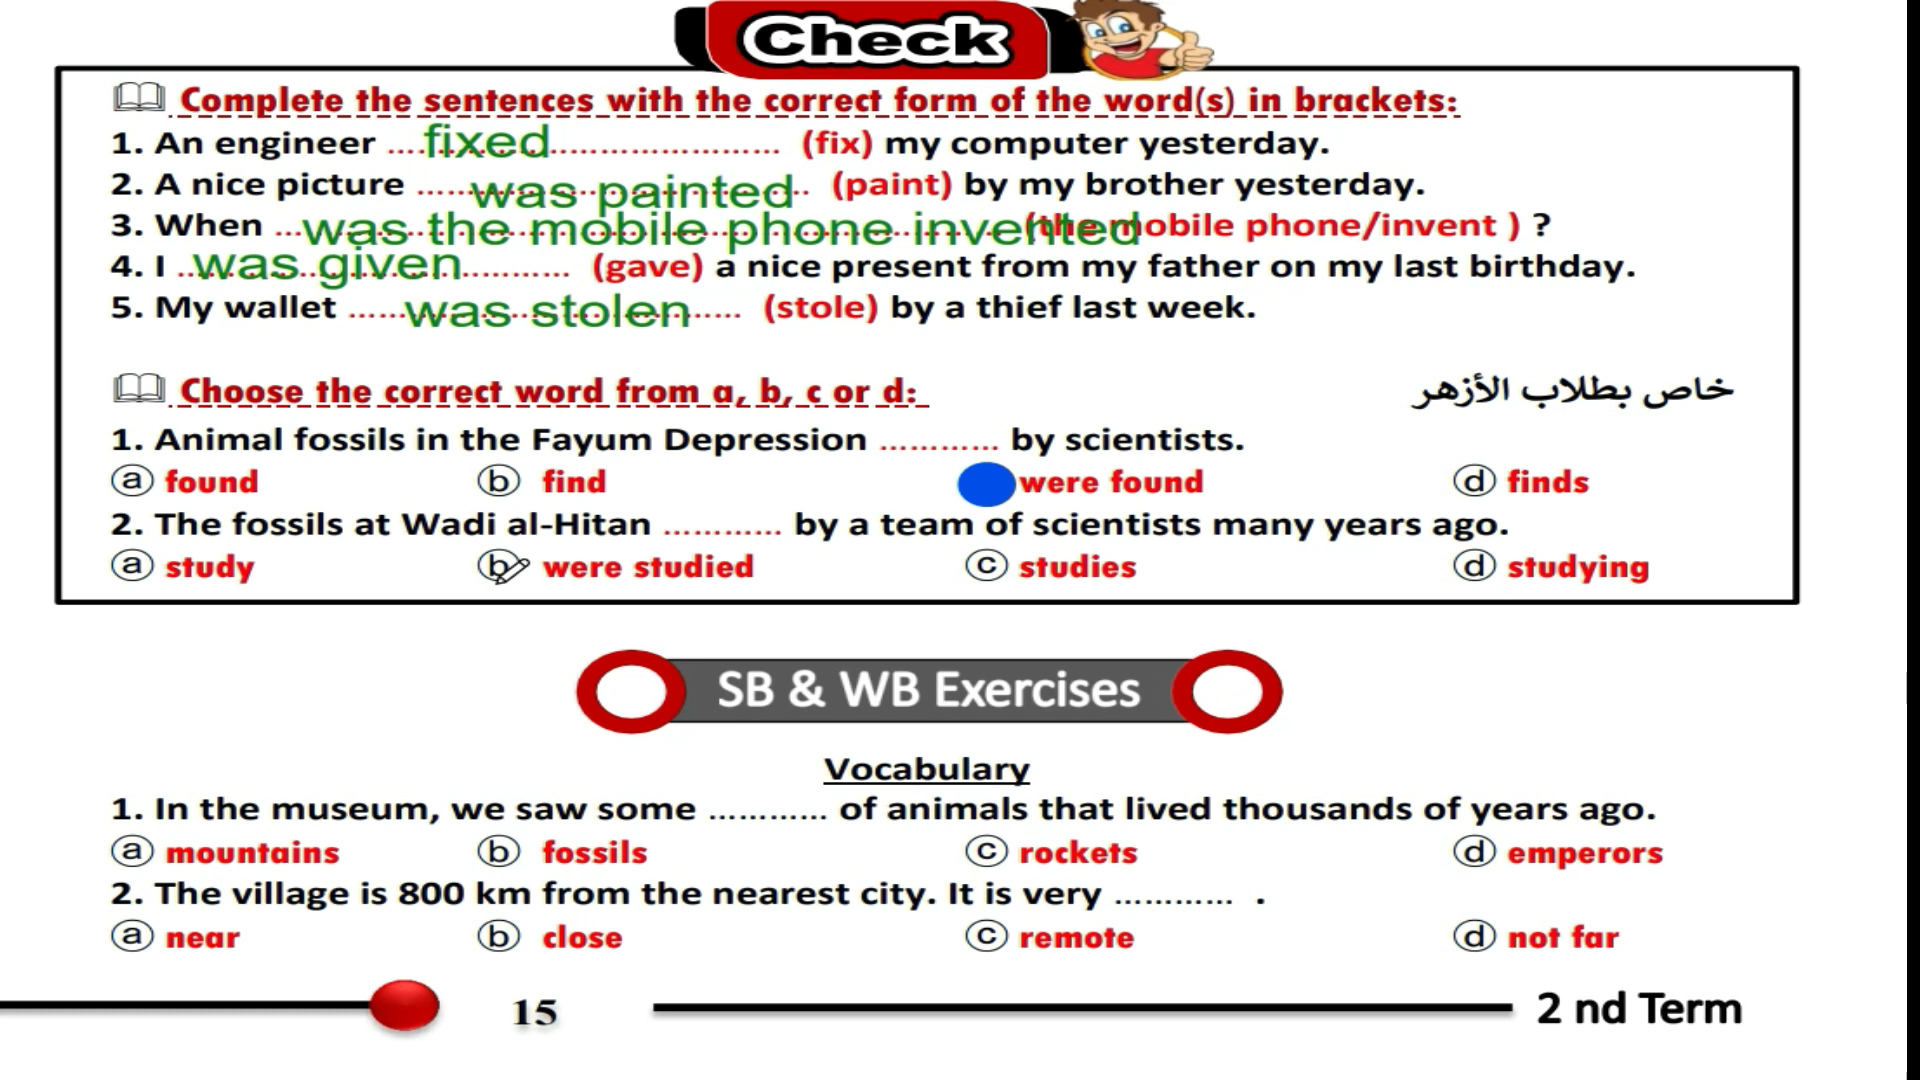 Check
Complete the sentences with the correct form of the word(s) in brackets:
1. An engineer ....fixed............................ (fix) my computer yesterday.
2. A nice picture ......was painted.. (paint) by my brother yesterday.
3. When ...was the mobile phone invented (the mobile phone/invent ) ?
4. I ..was given............ (gave) a nice present from my father on my last birthday.
5. My wallet ......was stolen...... (stole) by a thief last week.
Choose the correct word from a, b, c or d: خاص بطلاب الأزهر
1. Animal fossils in the Fayum Depression ………… by scientists.
a found b find were found d finds
2. The fossils at Wadi al-Hitan ………… by a team of scientists many years ago.
a study b were studied c studies d studying
SB & WB Exercises
Vocabulary
1. In the museum, we saw some ………… of animals that lived thousands of years ago.
a mountains b fossils c rockets d emperors
2. The village is 800 km from the nearest city. It is very ………… .
a near b close c remote d not far
15 2 nd Term